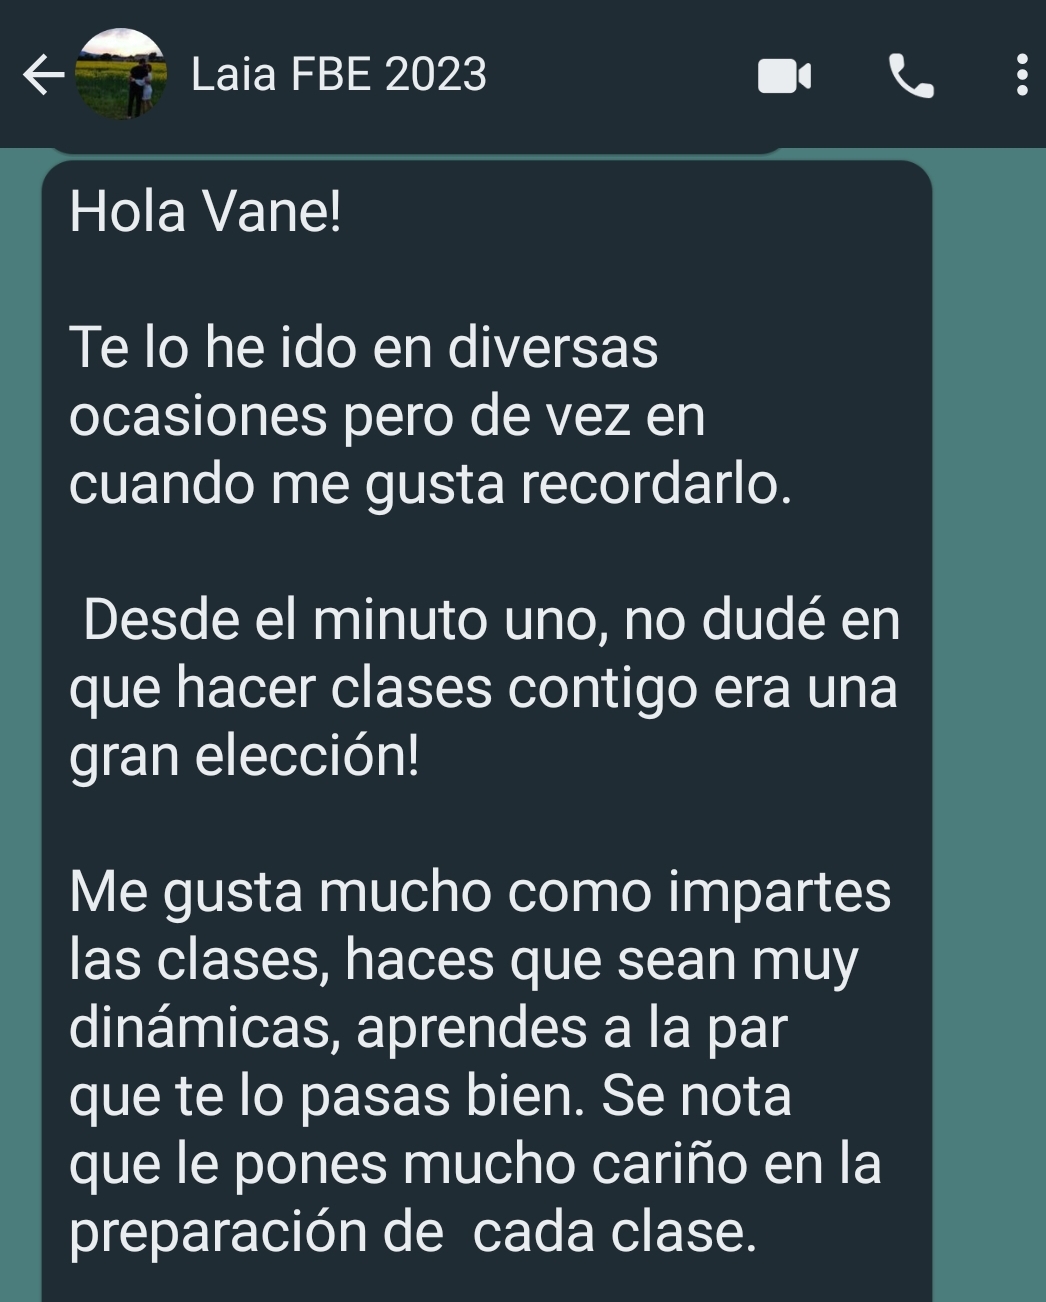 Laia FBE 2023
Hola Vane!
Te lo he ido en diversas
ocasiones pero de vez en
cuando me gusta recordarlo.
Desde el minuto uno, no dudé en
que hacer clases contigo era una
gran elección!
Me gusta mucho como impartes
las clases, haces que sean muy
dinámicas, aprendes a la par
que te lo pasas bien. Se nota
que le pones mucho cariño en la
preparación de  cada clase.